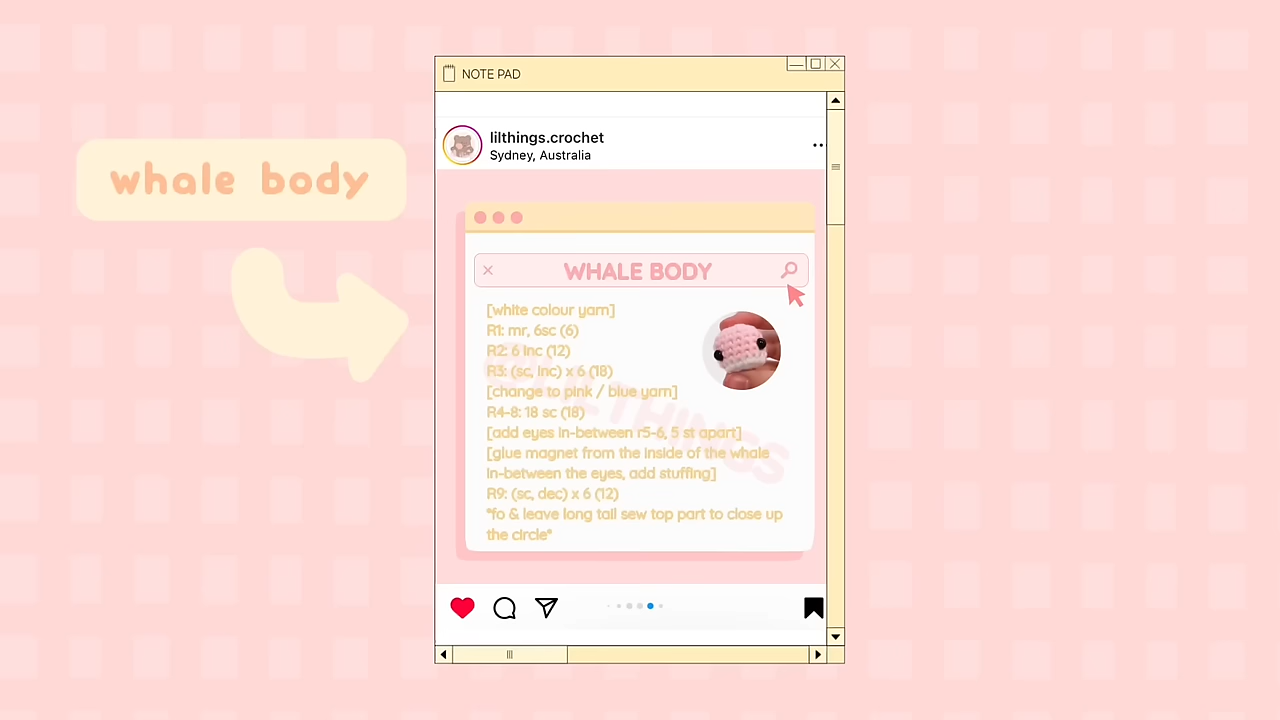 NOTE PAD
lilthings.crochet
Sydney, Australia
whale body
WHALE BODY
[white colour yarn]
R1: mr, 6sc (6)
R2: 6 inc (12)
R3: (sc, inc) x 6 (18)
[change to pink / blue yarn]
R4-8: 18 sc (18)
[add eyes in-between r5-6, 5 st apart]
[glue magnet from the inside of the whale
in-between the eyes, add stuffing]
R9: (sc, dec) x 6 (12)
*fo & leave long tail sew top part to close up
the circle*
@LILTHINGS